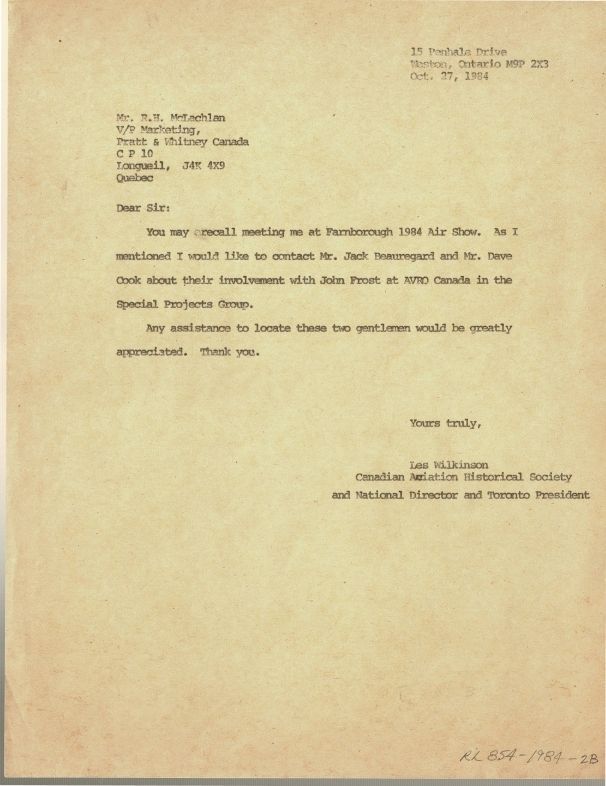 15 Penhale Drive
Weston, Ontario M9P 2X3
Oct. 27, 1984
Mr. R.H. McLachlan
V/P Marketing,
Pratt & Whitney Canada
C P 10
Longueil, J4K 4X9
Quebec
Dear Sir:
You may recall meeting me at Farnborough 1984 Air Show. As I
mentioned I would like to contact Mr. Jack Beauregard and Mr. Dave
Cook about their involvement with John Frost at AVRO Canada in the
Special Projects Group.
Any assistance to locate these two gentlemen would be greatly
appreciated. Thank you.
Yours truly,
Les Wilkinson
Canadian Aviation Historical Society
and National Director and Toronto President
RL 854-1984-2B